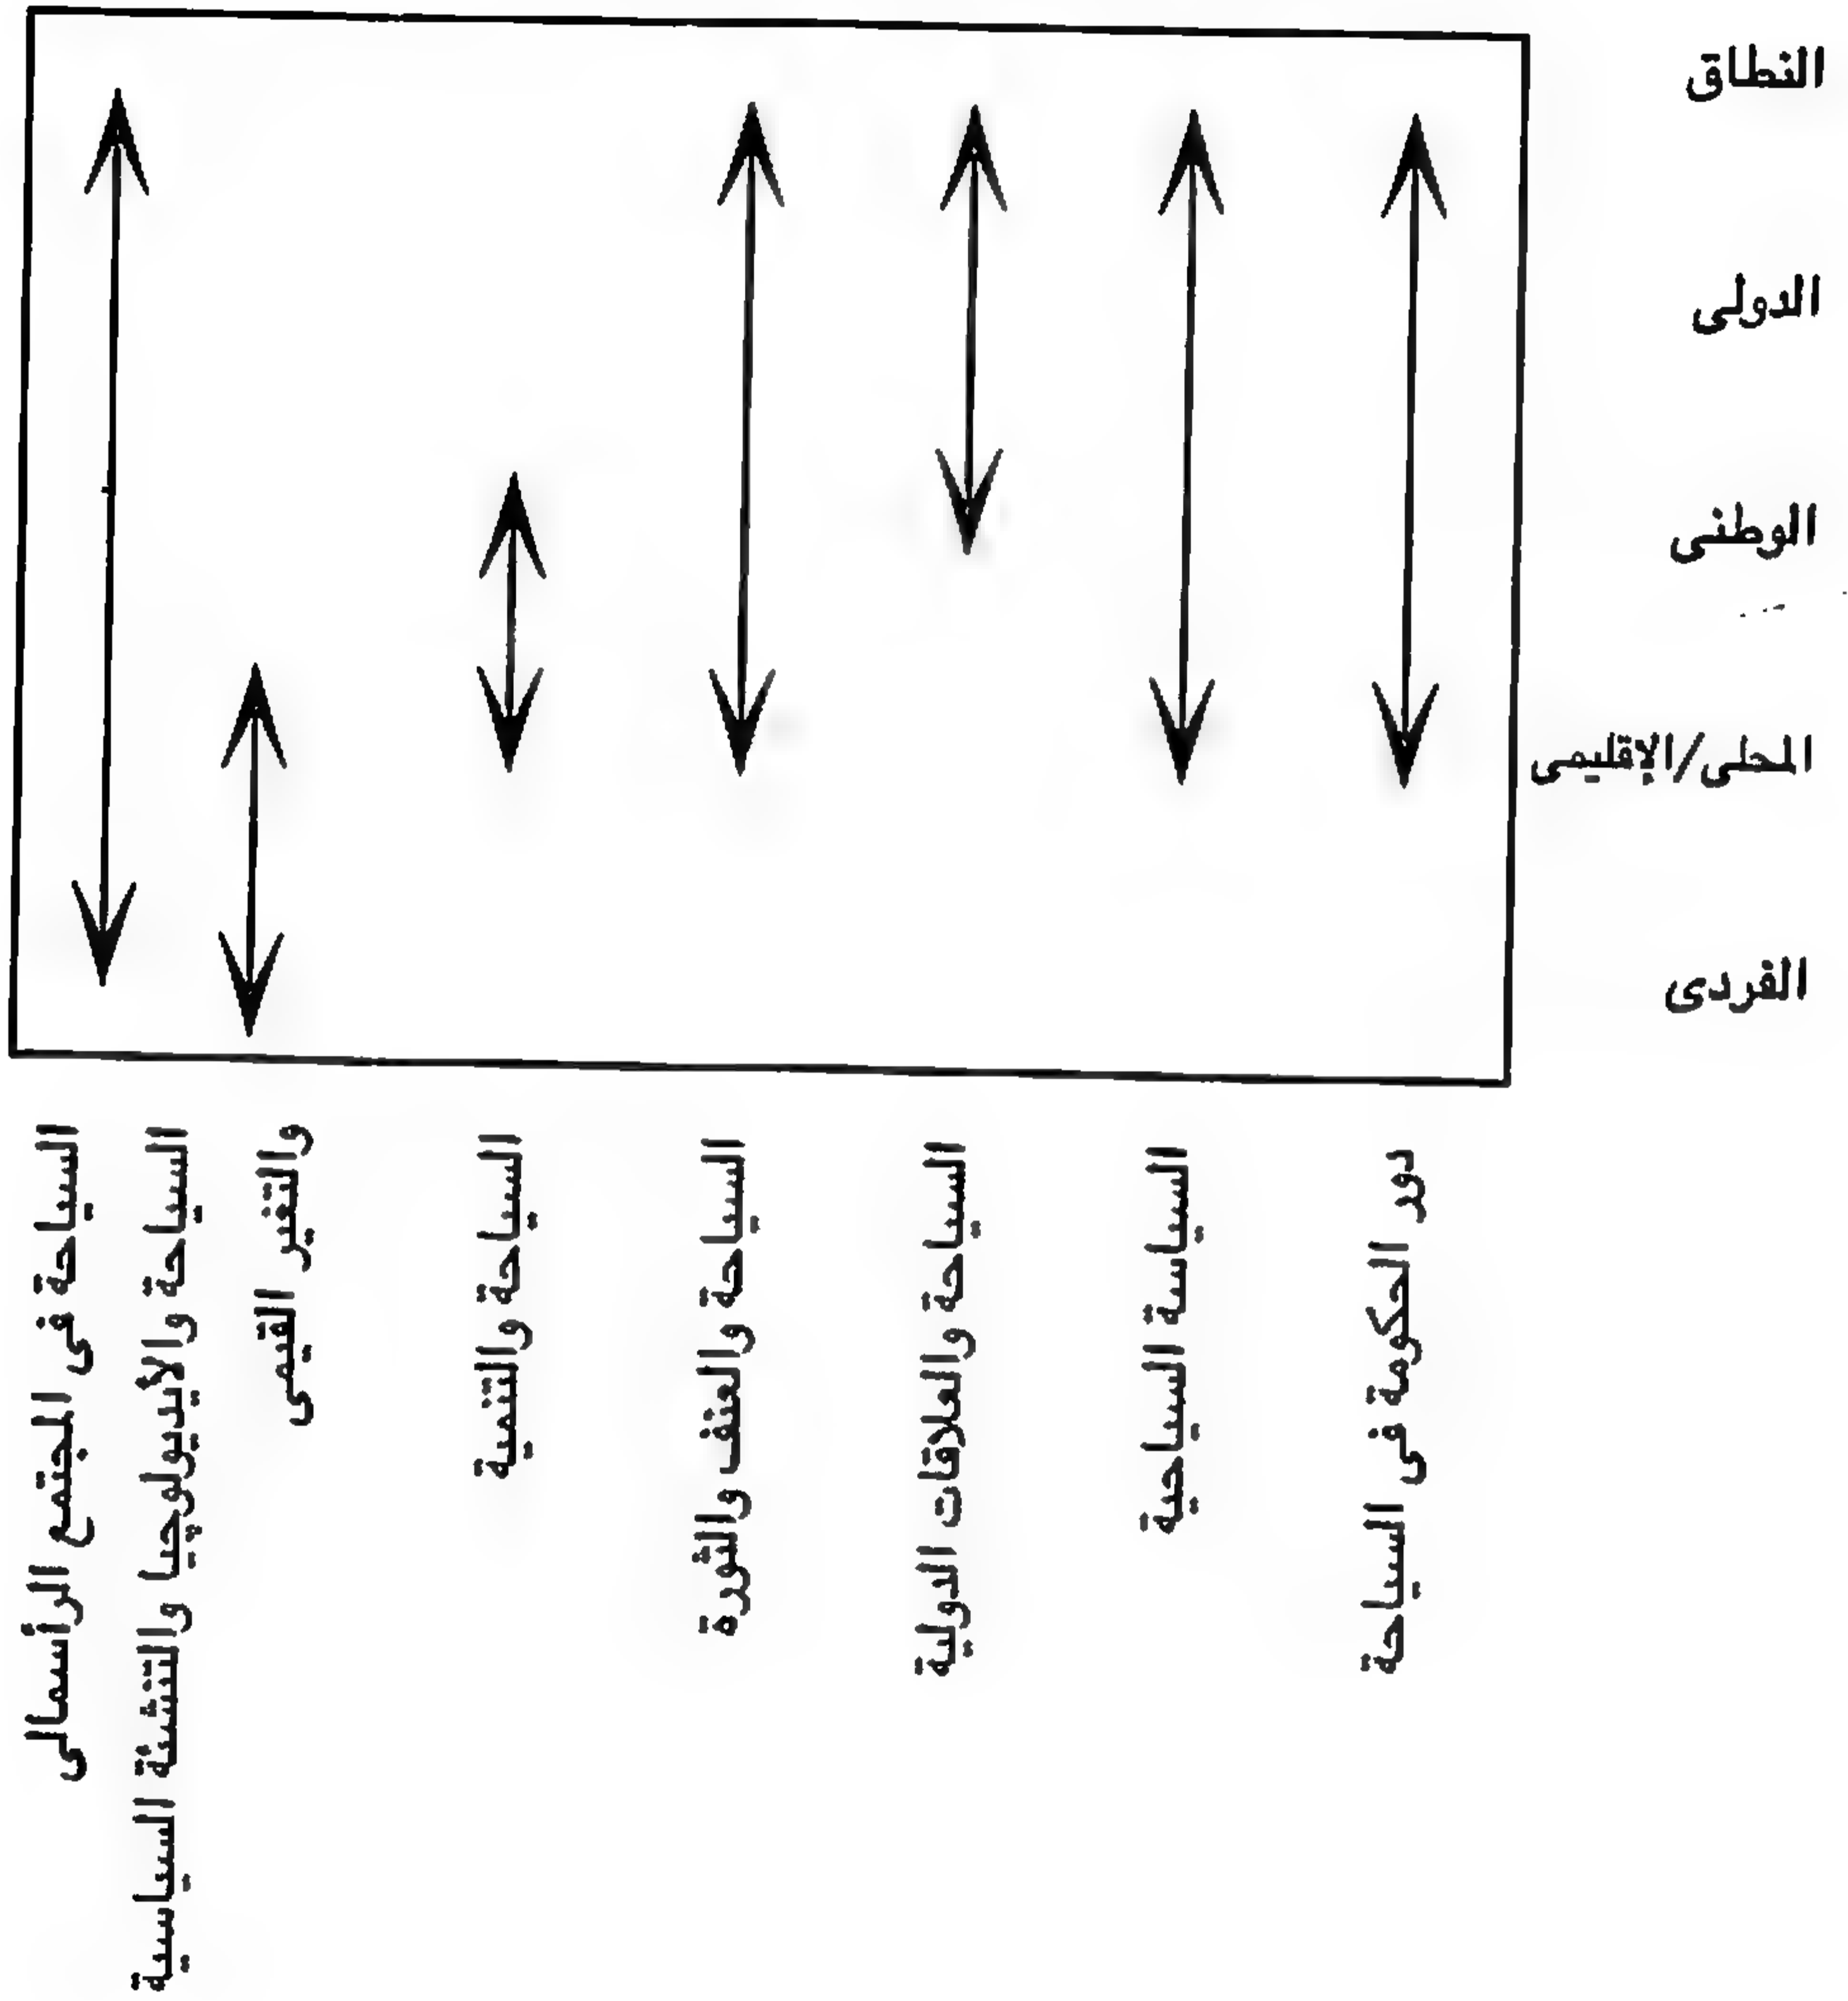 النطاق
الدولى
الوطنى
المحلى/الإقليمى
الفردى
دور الحكومة فى السياحة
السياسة السياحية
السياحة والعلاقات الدولية
السياحة والعنف والثورة
السياحة والتنمية
السياحة والأيديولوجيا والتنشئة السياسية
والتغير القيمى
السياحة فى المجتمع الرأسمالى